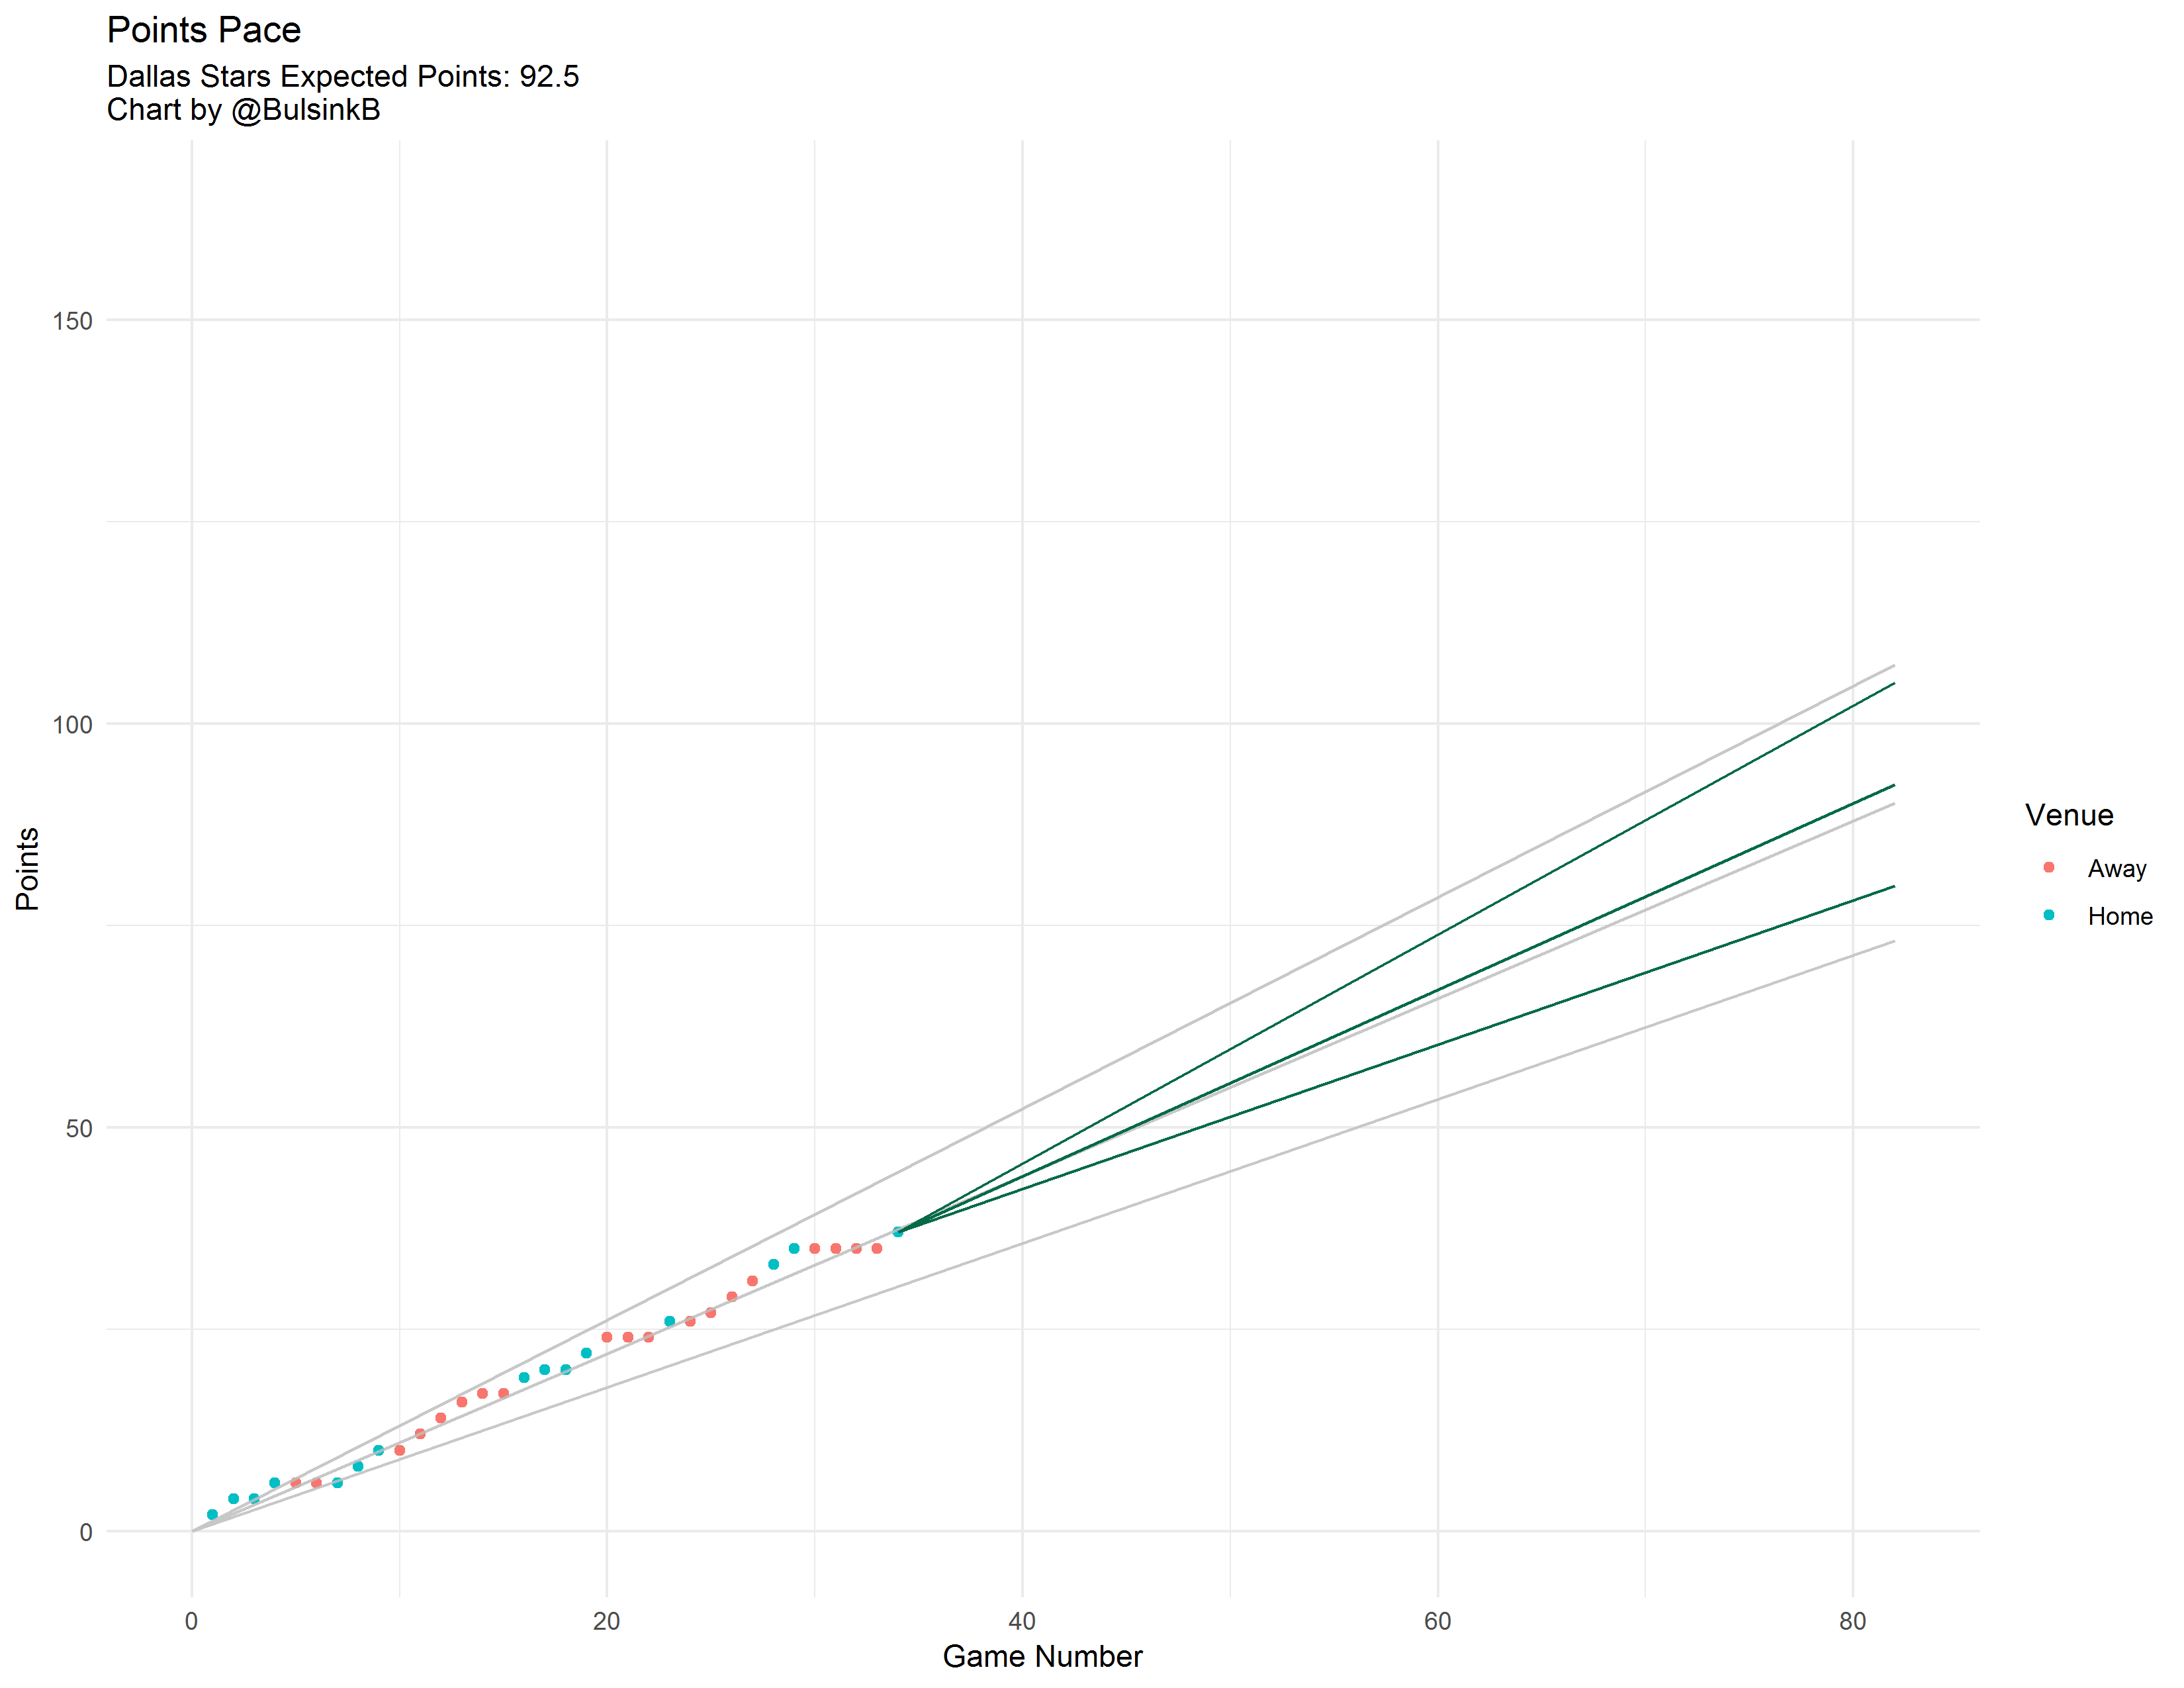 Points Pace
Dallas Stars Expected Points: 92.5
Chart by @BulsinkB
150
100
50
0
Points
0 20 40 60 80
Game Number
Venue
Away
Home